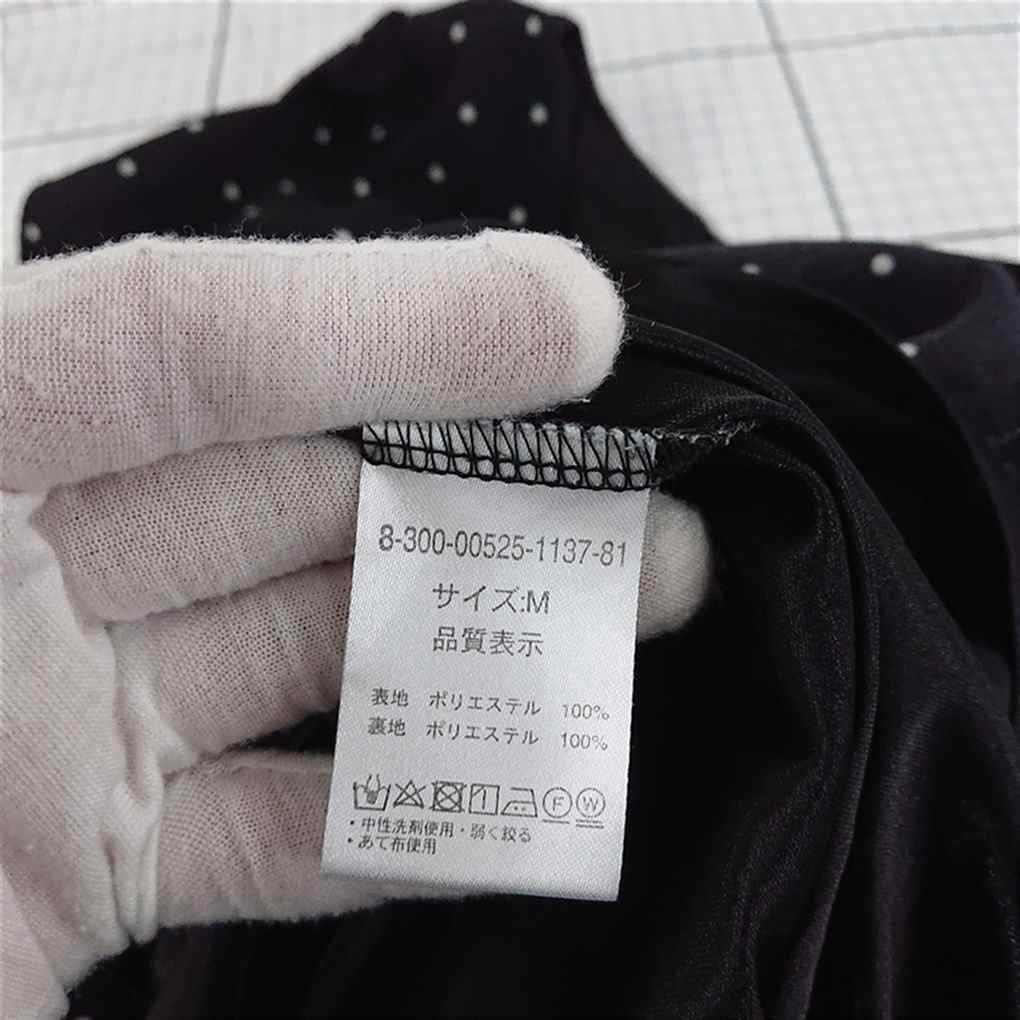 8-300-00525-1137-81
サイズ:M
品質表示
表地 ポリエステル 100%
裏地 ポリエステル 100%
F W
・中性洗剤使用・弱く絞る
・あて布使用